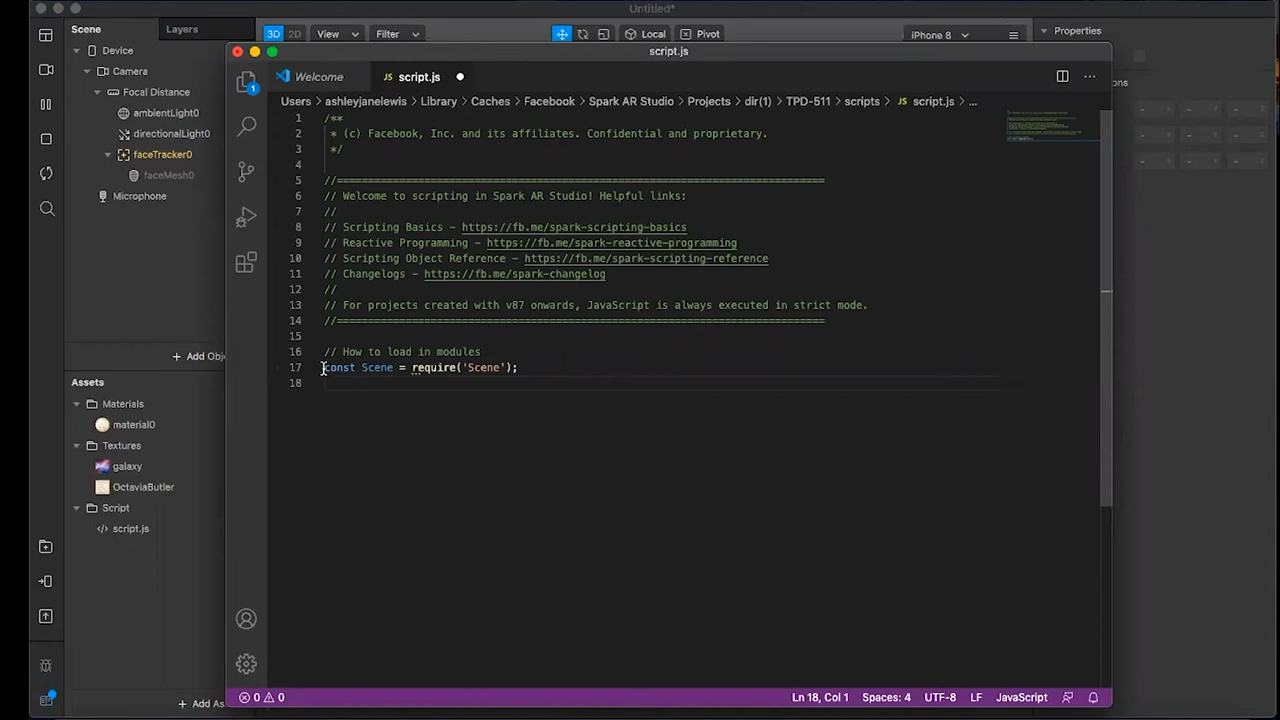 Untitled*
Scene
Layers
3D 2D
View
Filter
Local
Pivot
iPhone 8
Properties
Device
Camera
Focal Distance
ambientLight0
directionalLight0
faceTracker0
faceMesh0
Microphone
Add Obj
Assets
Materials
material0
Textures
galaxy
OctaviaButler
Script
script.js
Add As
script.js
Welcome
JS script.js
Users > ashleyjanelewis > Library > Caches > Facebook > Spark AR Studio > Projects > dir(1) > TPD-511 > scripts > JS script.js > ...
1 /**
2 * (c) Facebook, Inc. and its affiliates. Confidential and proprietary.
3 */
4
5 //==============================================================================
6 // Welcome to scripting in Spark AR Studio! Helpful links:
7 //
8 // Scripting Basics - https://fb.me/spark-scripting-basics
9 // Reactive Programming - https://fb.me/spark-reactive-programming
10 // Scripting Object Reference - https://fb.me/spark-scripting-reference
11 // Changelogs - https://fb.me/spark-changelog
12 //
13 // For projects created with v87 onwards, JavaScript is always executed in strict mode.
14 //==============================================================================
15
16 // How to load in modules
17 const Scene = require('Scene');
18
1
ons
0 0
Ln 18, Col 1
Spaces: 4
UTF-8
LF
JavaScript